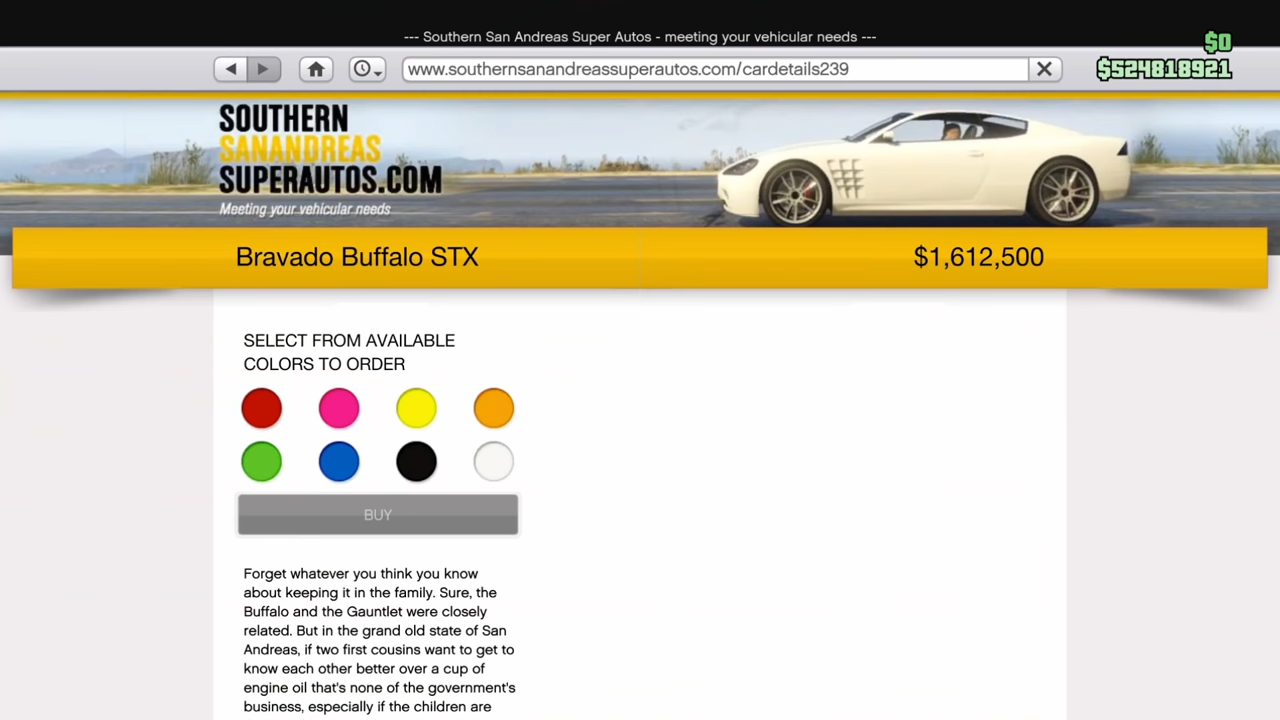 --- Southern San Andreas Super Autos - meeting your vehicular needs ---
$0
www.southernsanandreassuperautos.com/cardetails239
$524818921
SOUTHERN
SANANDREAS
SUPERAUTOS.COM
Meeting your vehicular needs
Bravado Buffalo STX
$1,612,500
SELECT FROM AVAILABLE
COLORS TO ORDER
BUY
Forget whatever you think you know
about keeping it in the family. Sure, the
Buffalo and the Gauntlet were closely
related. But in the grand old state of San
Andreas, if two first cousins want to get to
know each other better over a cup of
engine oil that's none of the government's
business, especially if the children are